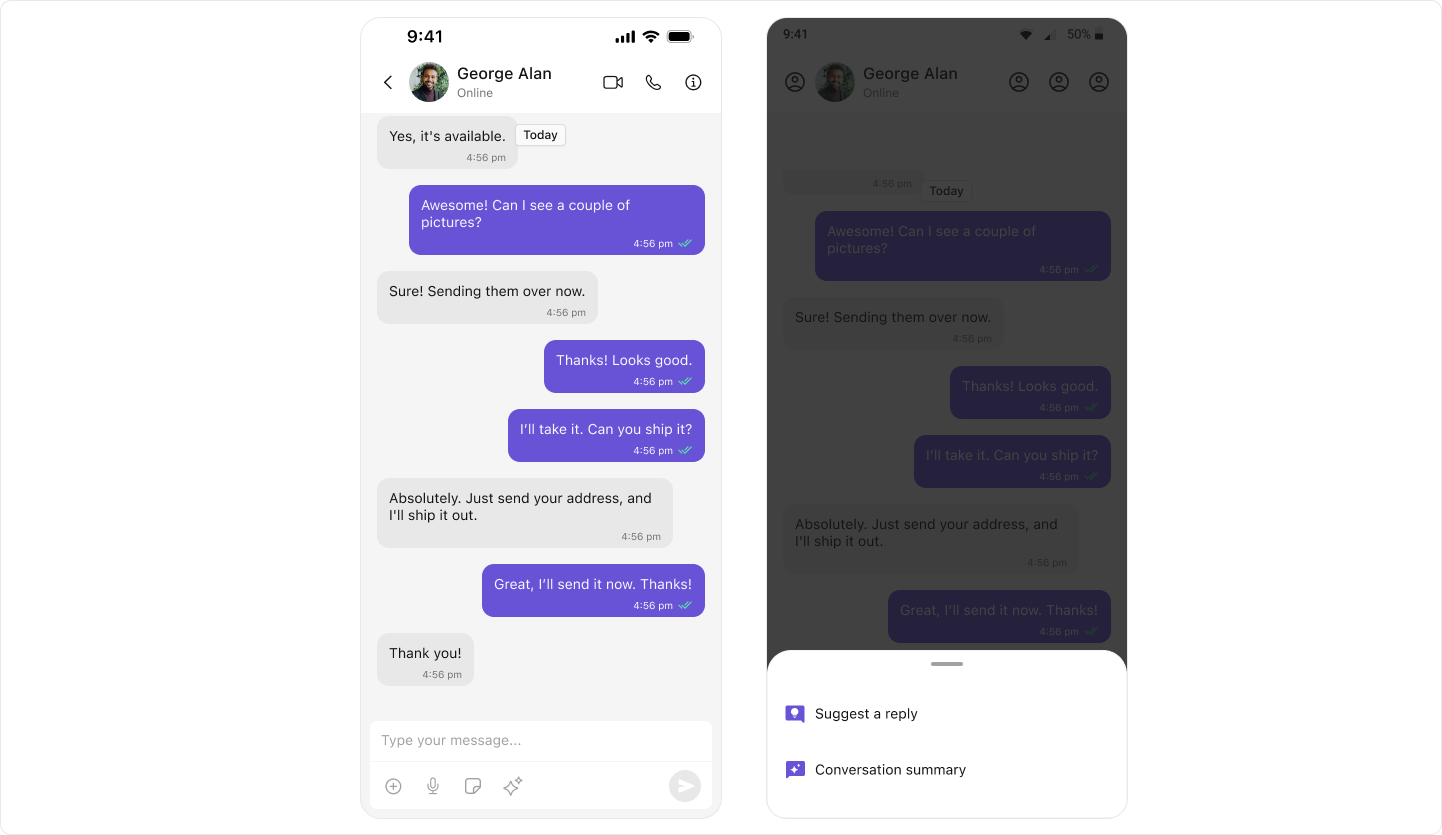 9:41
George Alan
Online
Yes, it's available.
Today
4:56 pm
Awesome! Can I see a couple of
pictures?
4:56 pm
Sure! Sending them over now.
4:56 pm
Thanks! Looks good.
4:56 pm
I’ll take it. Can you ship it?
4:56 pm
Absolutely. Just send your address, and
I'll ship it out.
4:56 pm
Great, I’ll send it now. Thanks!
4:56 pm
Thank you!
4:56 pm
Type your message...
9:41
50%
George Alan
Online
4:56 pm
Today
Awesome! Can I see a couple of
pictures?
4:56 pm
Sure! Sending them over now.
4:56 pm
Thanks! Looks good.
4:56 pm
I’ll take it. Can you ship it?
4:56 pm
Absolutely. Just send your address, and
I'll ship it out.
4:56 pm
Great, I’ll send it now. Thanks!
4:56 pm
Suggest a reply
Conversation summary